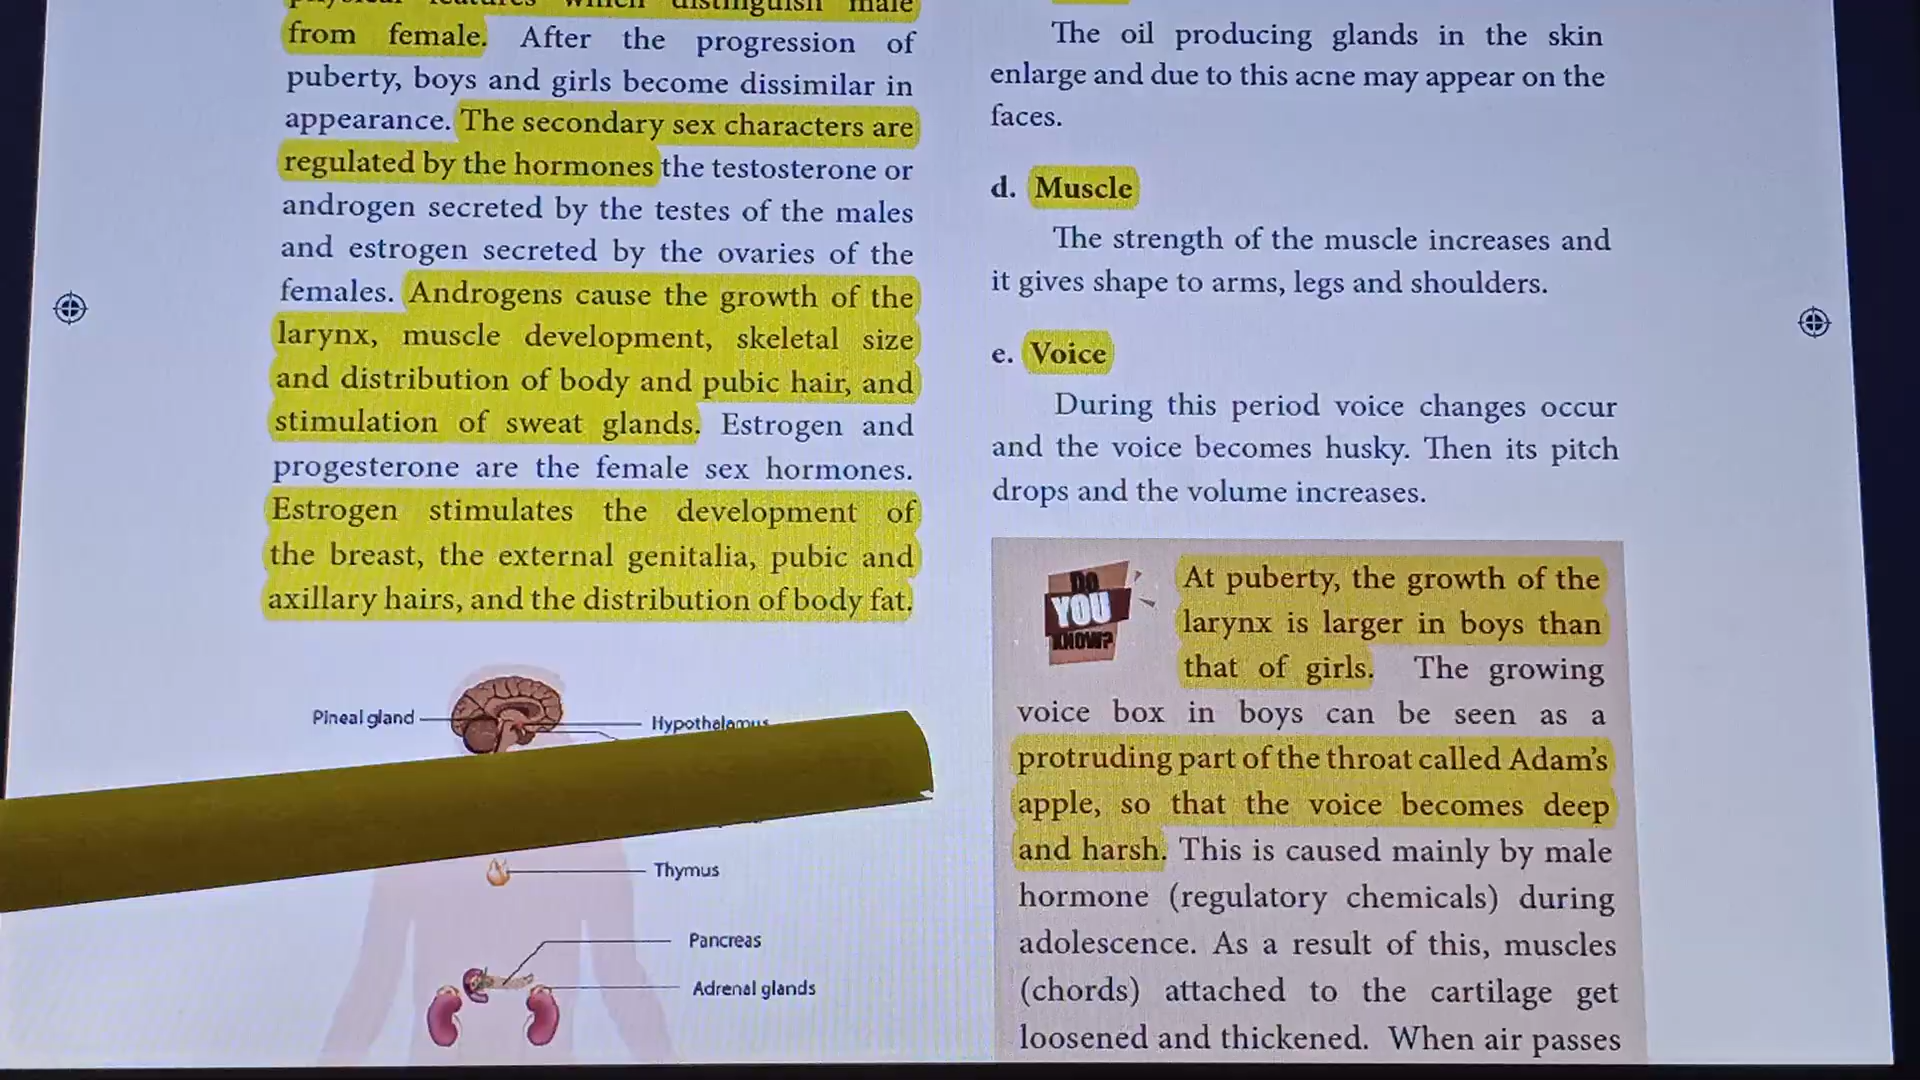 physical features which distinguish male
from female. After the progression of
puberty, boys and girls become dissimilar in
appearance. The secondary sex characters are
regulated by the hormones the testosterone or
androgen secreted by the testes of the males
and estrogen secreted by the ovaries of the
females. Androgens cause the growth of the
larynx, muscle development, skeletal size
and distribution of body and pubic hair, and
stimulation of sweat glands. Estrogen and
progesterone are the female sex hormones.
Estrogen stimulates the development of
the breast, the external genitalia, pubic and
axillary hairs, and the distribution of body fat.
Pineal gland
Hypothalamus
Thymus
Pancreas
Adrenal glands
The oil producing glands in the skin
enlarge and due to this acne may appear on the
faces.
d. Muscle
The strength of the muscle increases and
it gives shape to arms, legs and shoulders.
e. Voice
During this period voice changes occur
and the voice becomes husky. Then its pitch
drops and the volume increases.
DO
YOU
KNOW?
At puberty, the growth of the
larynx is larger in boys than
that of girls. The growing
voice box in boys can be seen as a
protruding part of the throat called Adam's
apple, so that the voice becomes deep
and harsh. This is caused mainly by male
hormone (regulatory chemicals) during
adolescence. As a result of this, muscles
(chords) attached to the cartilage get
loosened and thickened. When air passes